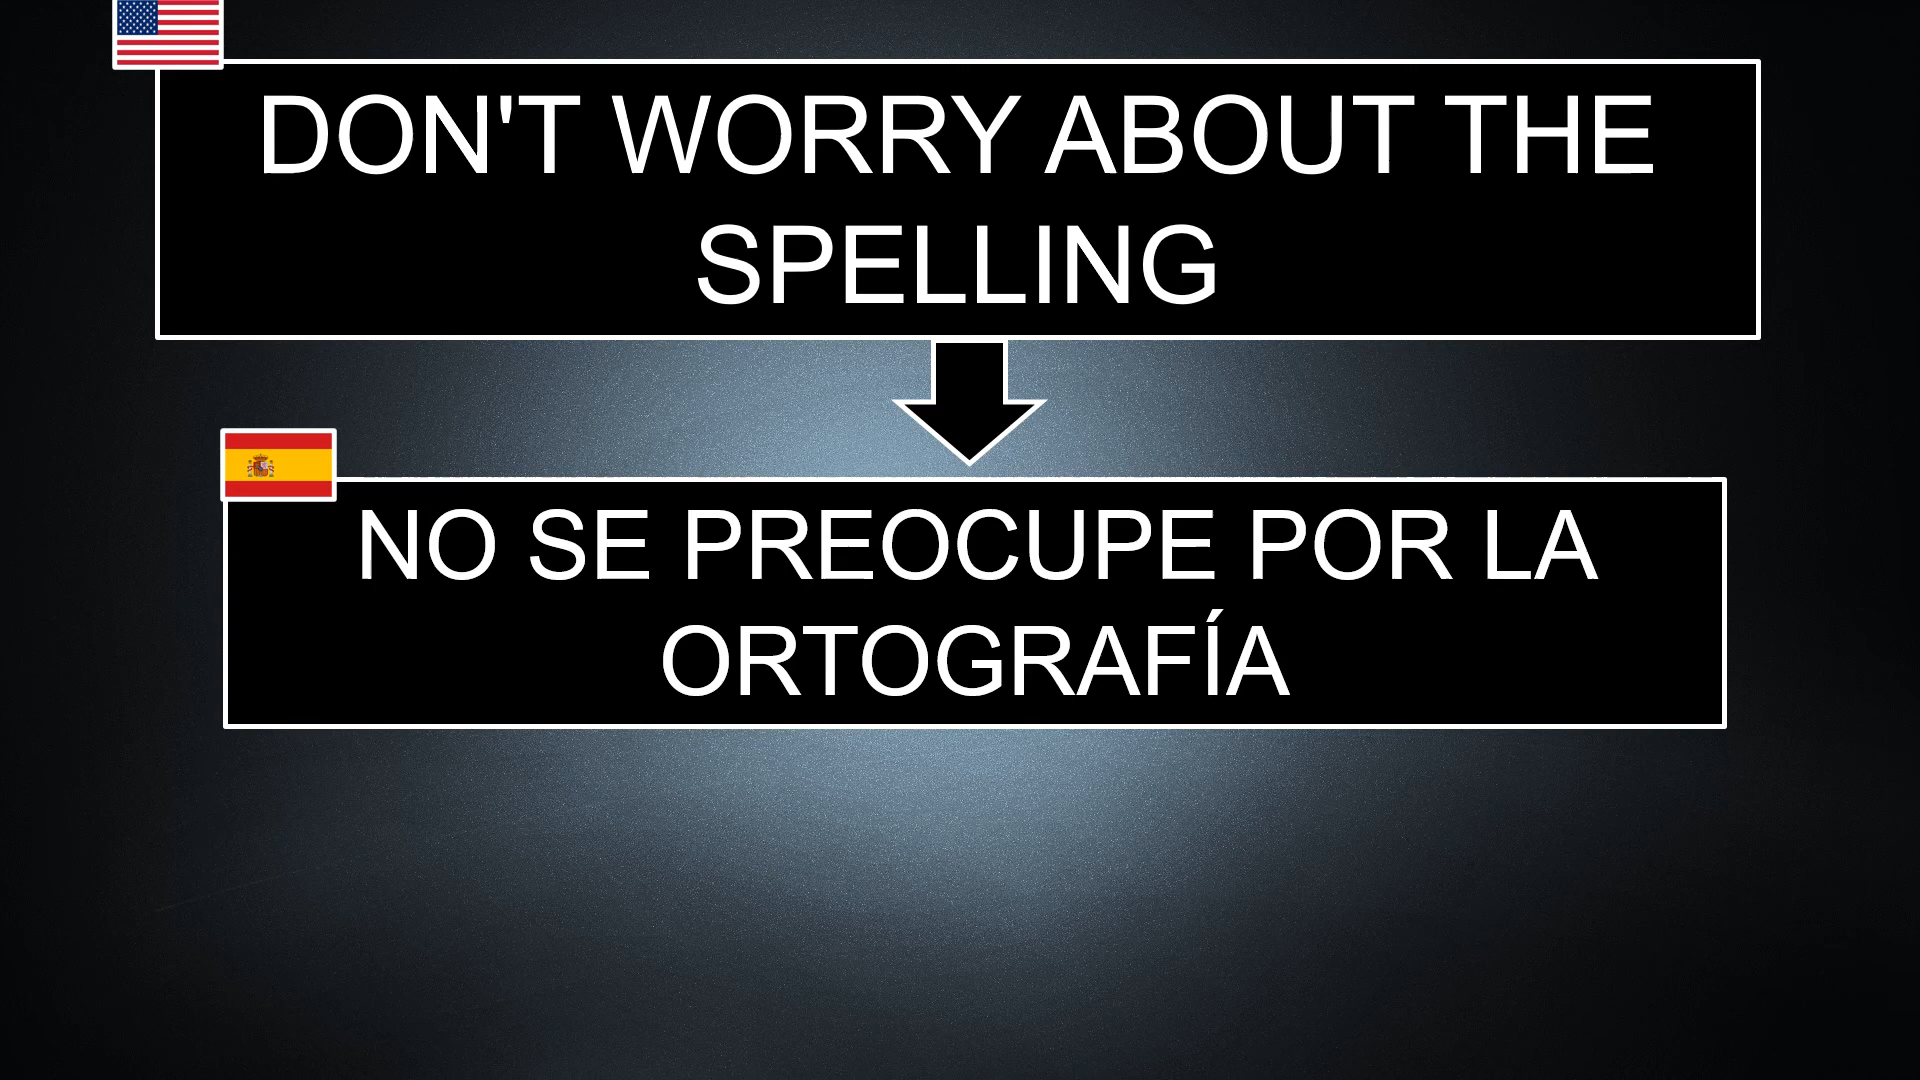 DON'T WORRY ABOUT THE
SPELLING
NO SE PREOCUPE POR LA
ORTOGRAFÍA